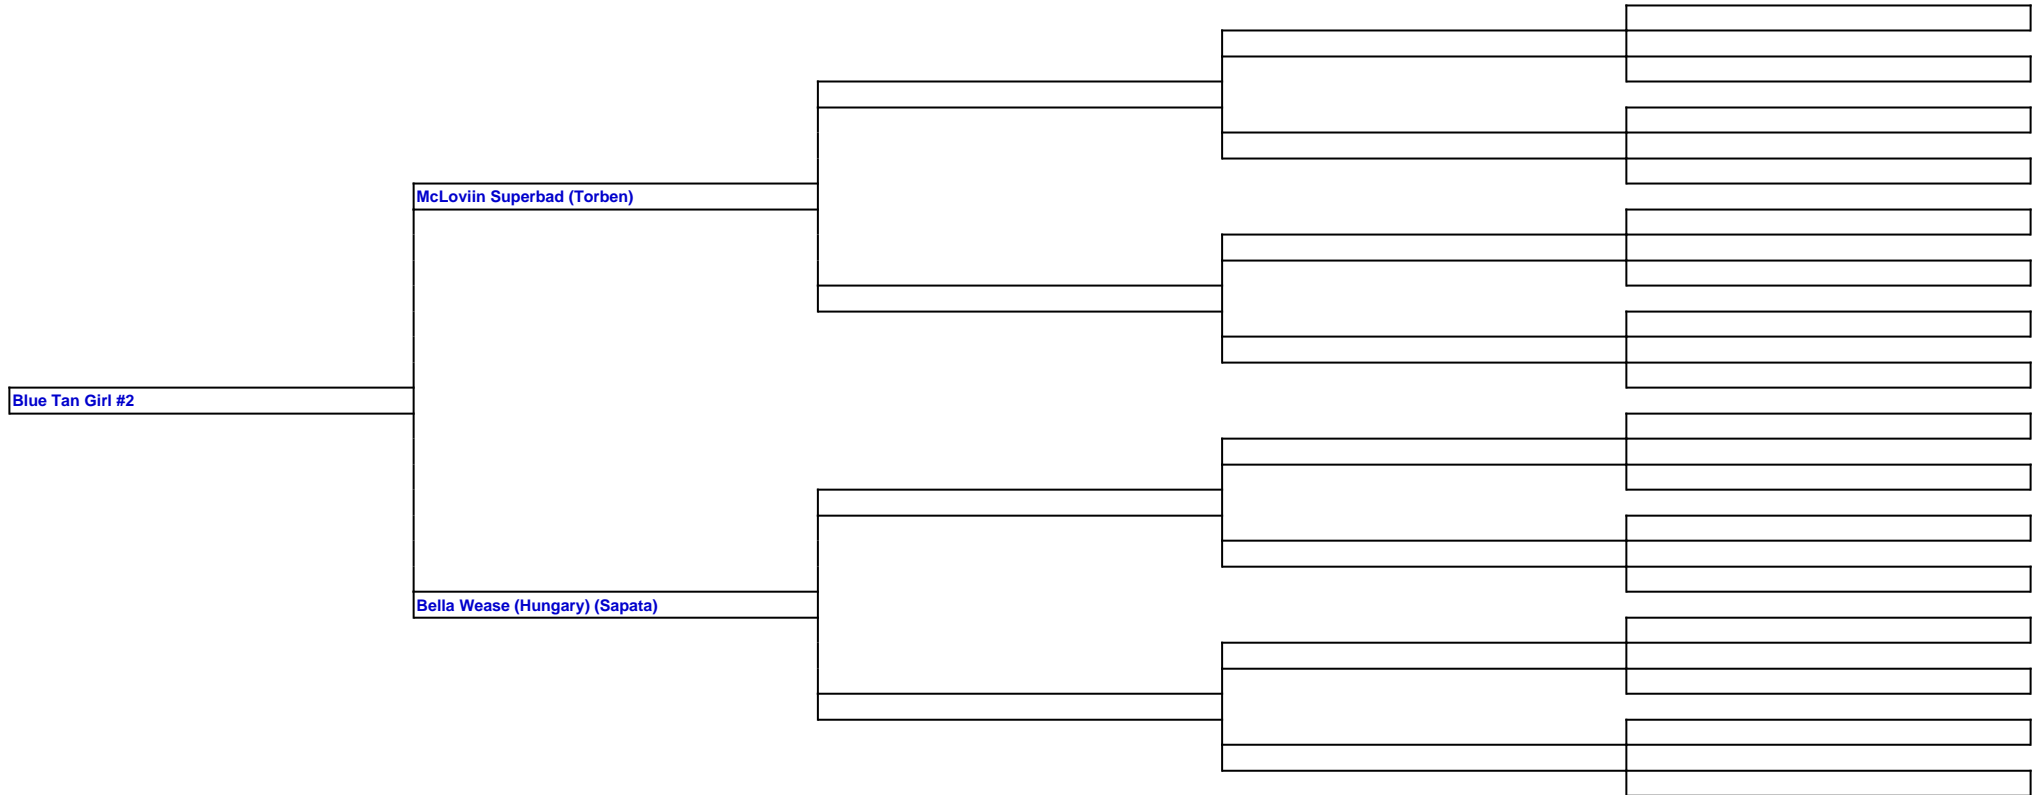 McLoviin Superbad (Torben)
Blue Tan Girl #2
Bella Wease (Hungary) (Sapata)